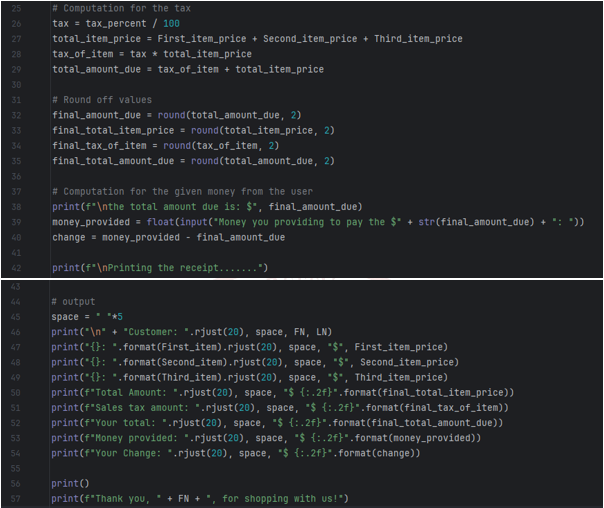 25 # Computation for the tax
26 tax = tax_percent / 100
27 total_item_price = First_item_price + Second_item_price + Third_item_price
28 tax_of_item = tax * total_item_price
29 total_amount_due = tax_of_item + total_item_price
30
31 # Round off values
32 final_amount_due = round(total_amount_due, 2)
33 final_total_item_price = round(total_item_price, 2)
34 final_tax_of_item = round(tax_of_item, 2)
35 final_total_amount_due = round(total_amount_due, 2)
36
37 # Computation for the given money from the user
38 print(f"\nthe total amount due is: $", final_amount_due)
39 money_provided = float(input("Money you providing to pay the $" + str(final_amount_due) + ": "))
40 change = money_provided - final_amount_due
41
42 print(f"\nPrinting the receipt.......")
43
44 # output
45 space = " "*5
46 print("\n" + "Customer: ".rjust(20), space, FN, LN)
47 print("{}: ".format(First_item).rjust(20), space, "$", First_item_price)
48 print("{}: ".format(Second_item).rjust(20), space, "$", Second_item_price)
49 print("{}: ".format(Third_item).rjust(20), space, "$", Third_item_price)
50 print(f"Total Amount: ".rjust(20), space, "$ {:.2f}".format(final_total_item_price))
51 print(f"Sales tax amount: ".rjust(20), space, "$ {:.2f}".format(final_tax_of_item))
52 print(f"Your total: ".rjust(20), space, "$ {:.2f}".format(final_total_amount_due))
53 print(f"Money provided: ".rjust(20), space, "$ {:.2f}".format(money_provided))
54 print(f"Your Change: ".rjust(20), space, "$ {:.2f}".format(change))
55
56 print()
57 print(f"Thank you, " + FN + ", for shopping with us!")